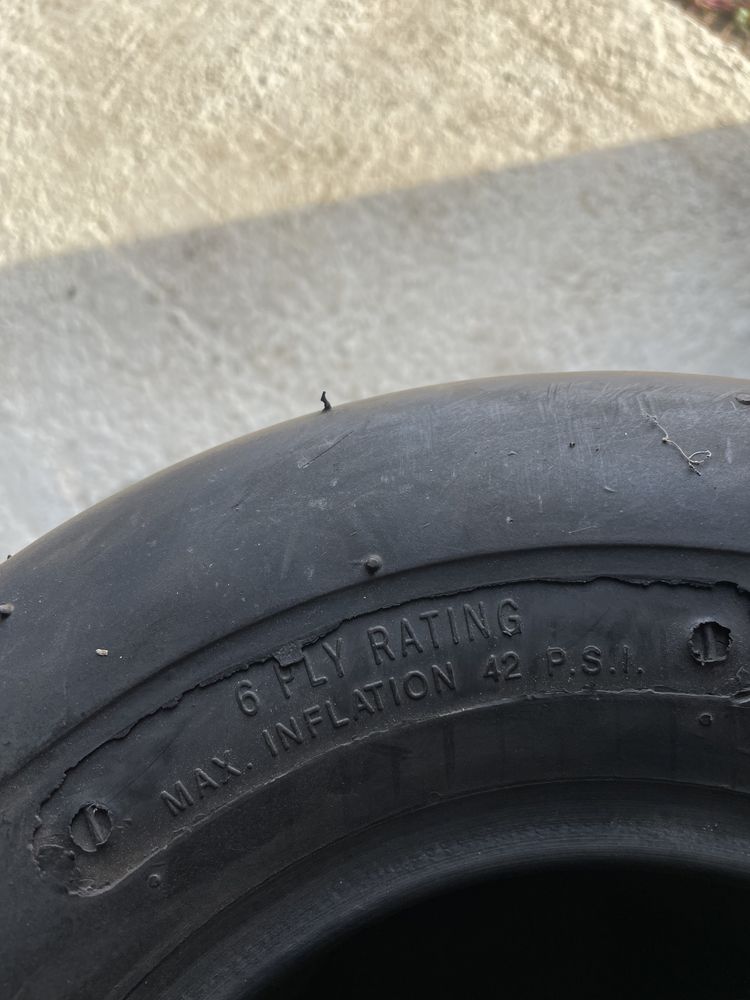 6 PLY RATING
MAX. INFLATION 42 P.S.I.